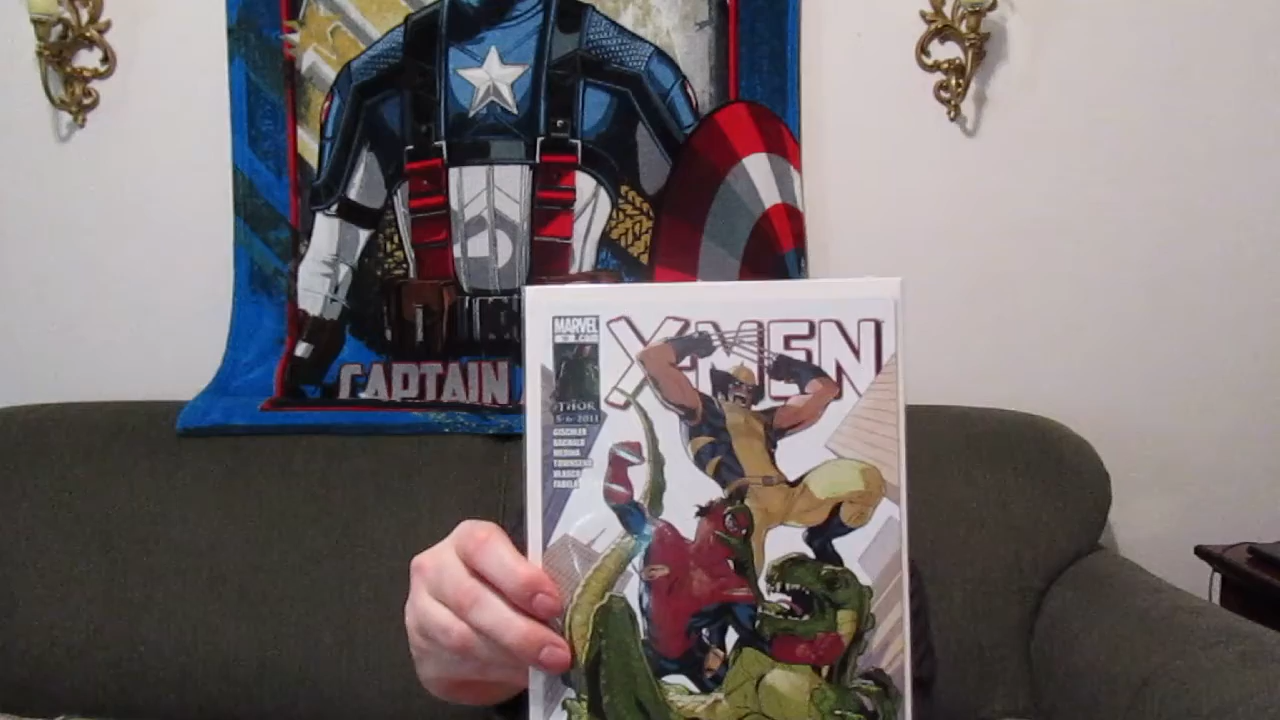 CAPTAIN
MARVEL
X-MEN
THOR
5·6·2011
GISCHLER
BACHALO
MEDINA
TOWNSEND
VLASCO
FABELA